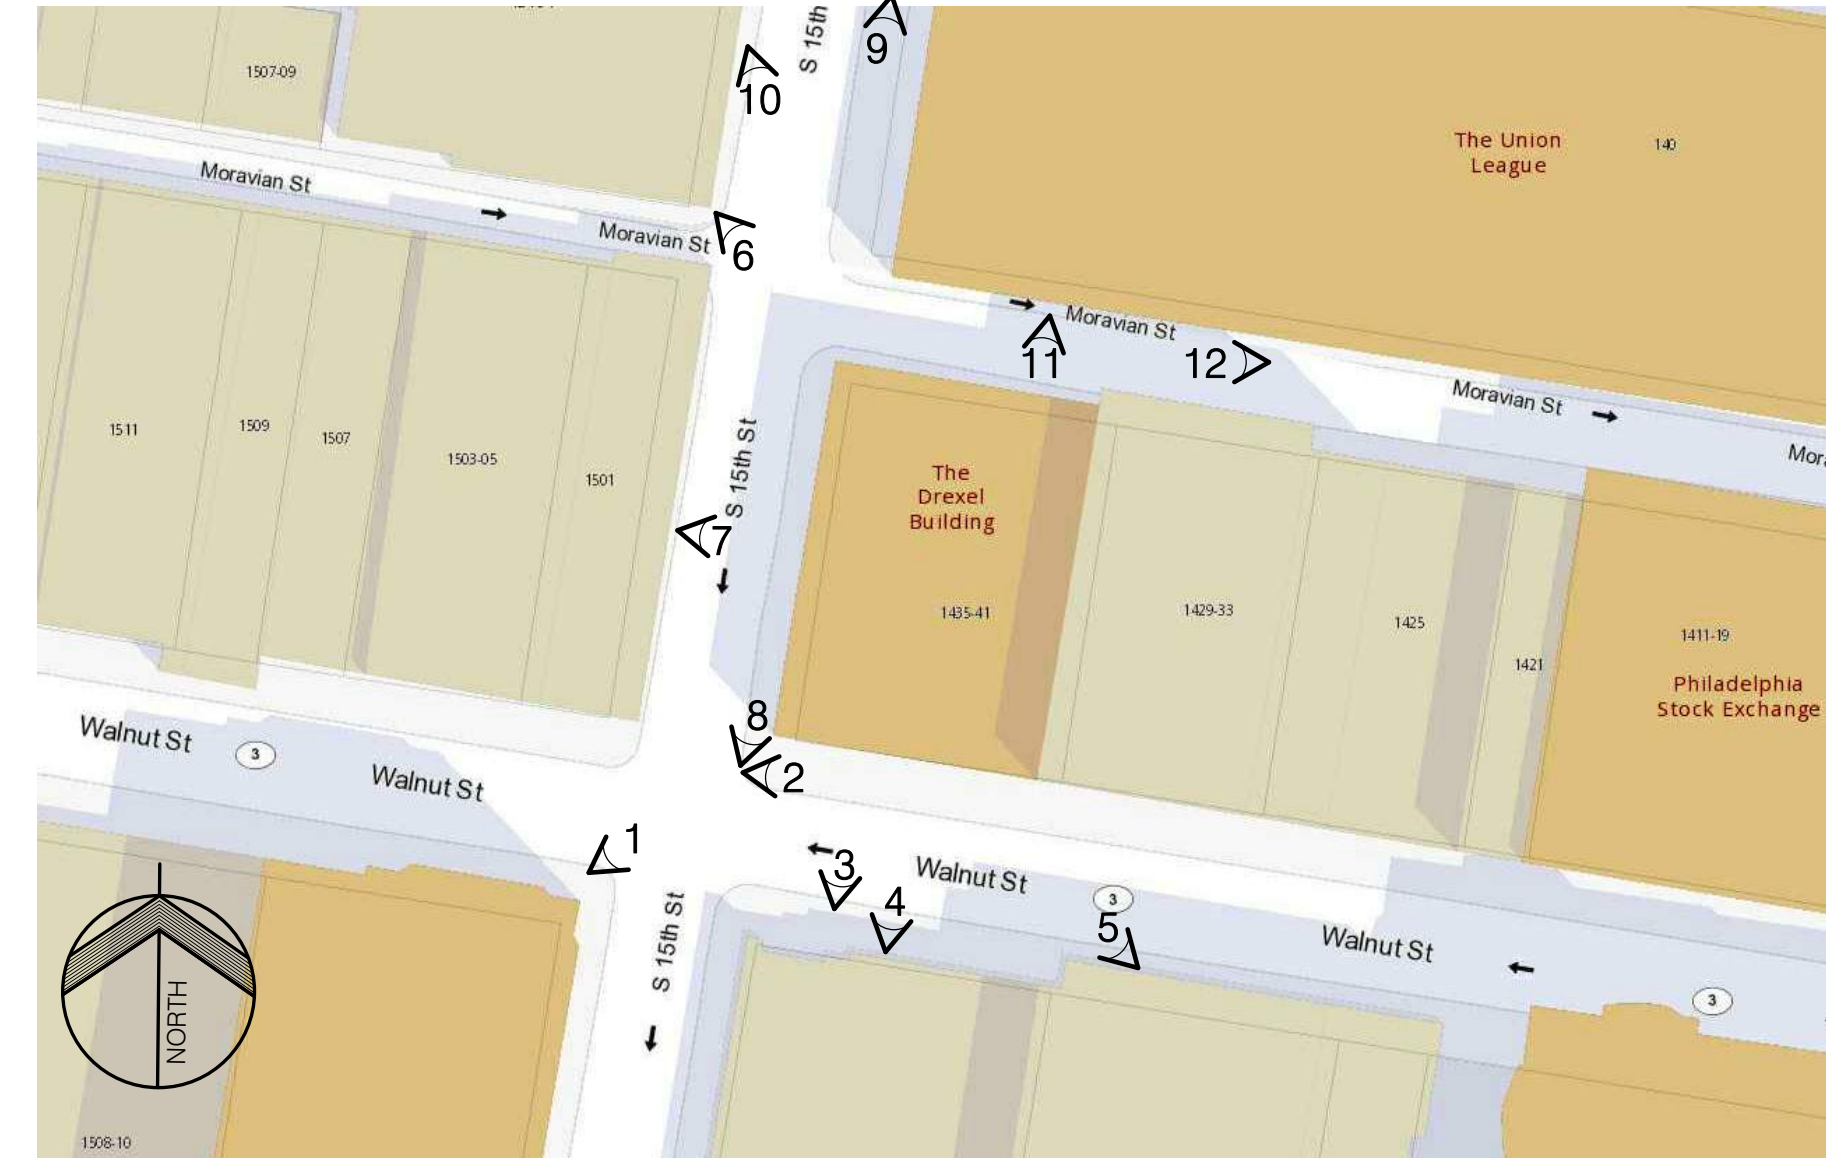 S 15th
9
1507-09
10
The Union
League
140
Moravian St
Moravian St
6
Moravian St
11
12
Moravian St
1511
1509
1507
1503-05
1501
S 15th St
7
The
Drexel
Building
1435-41
1429-33
1425
1421
1411-19
Philadelphia
Stock Exchange
8
2
Walnut St
3
Walnut St
1
3
4
Walnut St
3
5
Walnut St
3
S 15th St
NORTH
1508-10